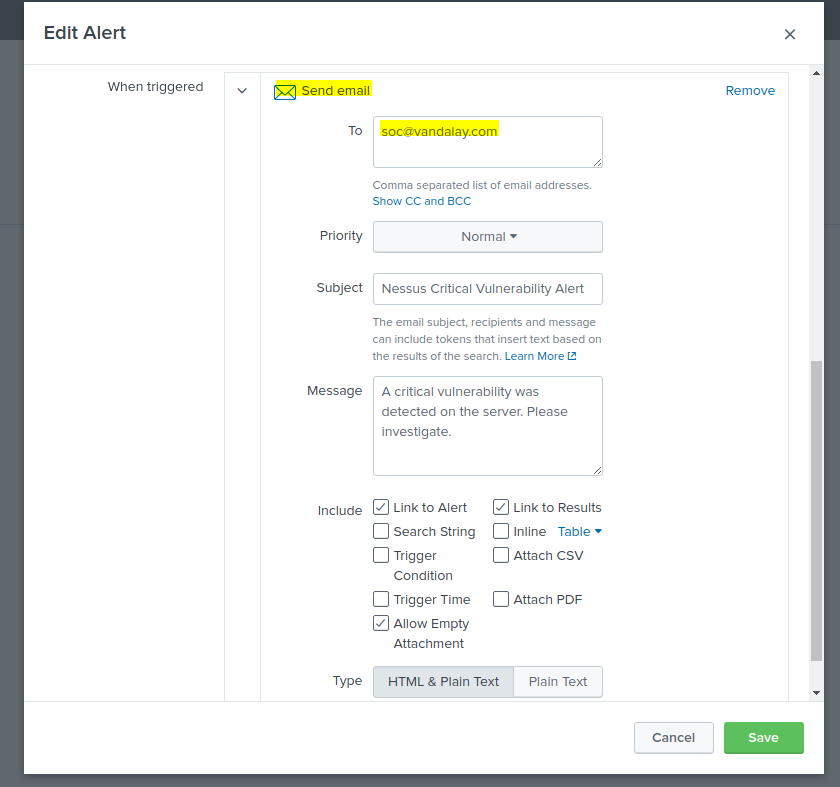 Edit Alert
When triggered
Send email
Remove
To
soc@vandalay.com
Comma separated list of email addresses.
Show CC and BCC
Priority
Normal
Subject
Nessus Critical Vulnerability Alert
The email subject, recipients and message
can include tokens that insert text based on
the results of the search. Learn More
Message
A critical vulnerability was
detected on the server. Please
investigate.
Include
Link to Alert
Link to Results
Search String
Inline Table
Trigger
Condition
Attach CSV
Trigger Time
Attach PDF
Allow Empty
Attachment
Type
HTML & Plain Text
Plain Text
Cancel
Save